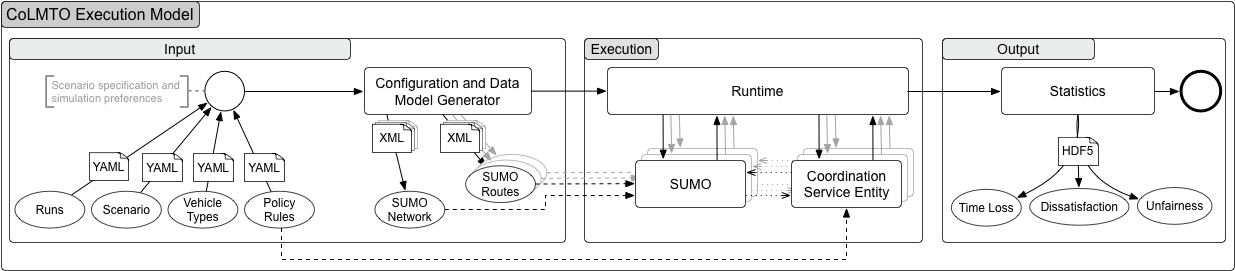 CoLMTO Execution Model
Input
Execution
Output
Scenario specification and
simulation preferences
Configuration and Data
Model Generator
Runtime
Statistics
XML
XML
HDF5
YAML
YAML
YAML
YAML
SUMO
Routes
SUMO
Coordination
Service Entity
Runs
Scenario
Vehicle
Types
Policy
Rules
SUMO
Network
Time Loss
Dissatisfaction
Unfairness